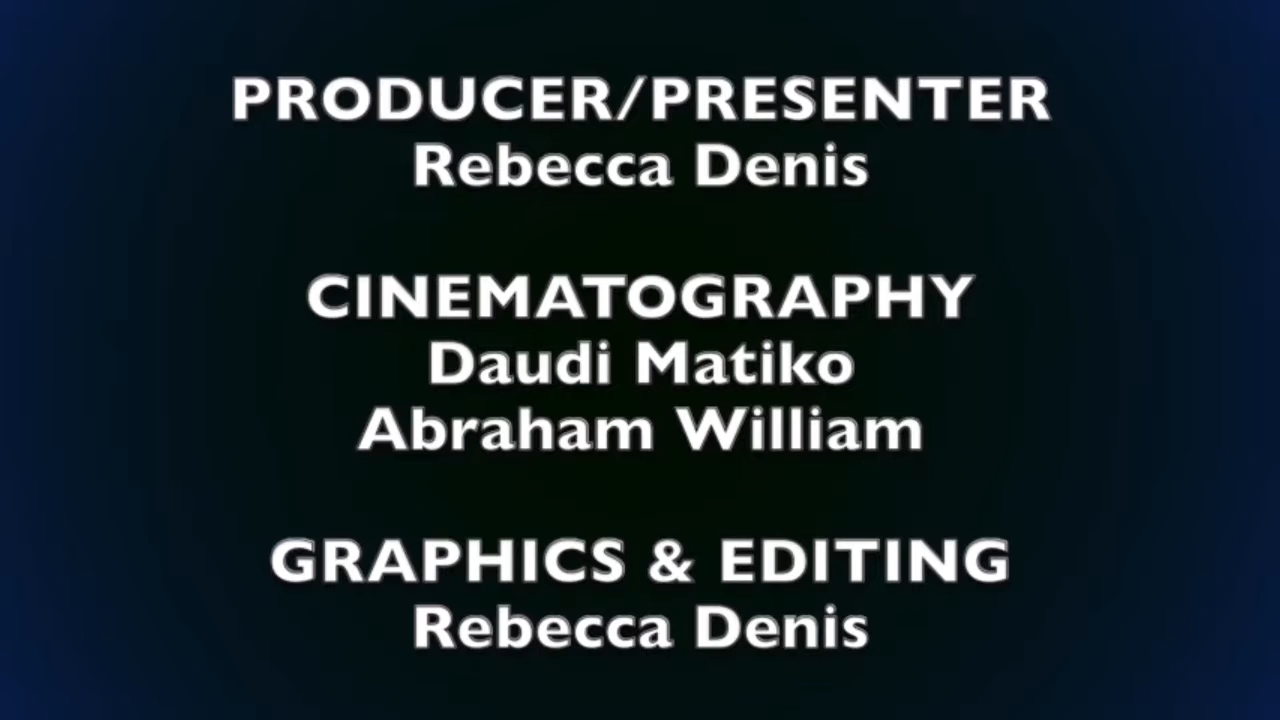 PRODUCER/PRESENTER
Rebecca Denis
CINEMATOGRAPHY
Daudi Matiko
Abraham William
GRAPHICS & EDITING
Rebecca Denis